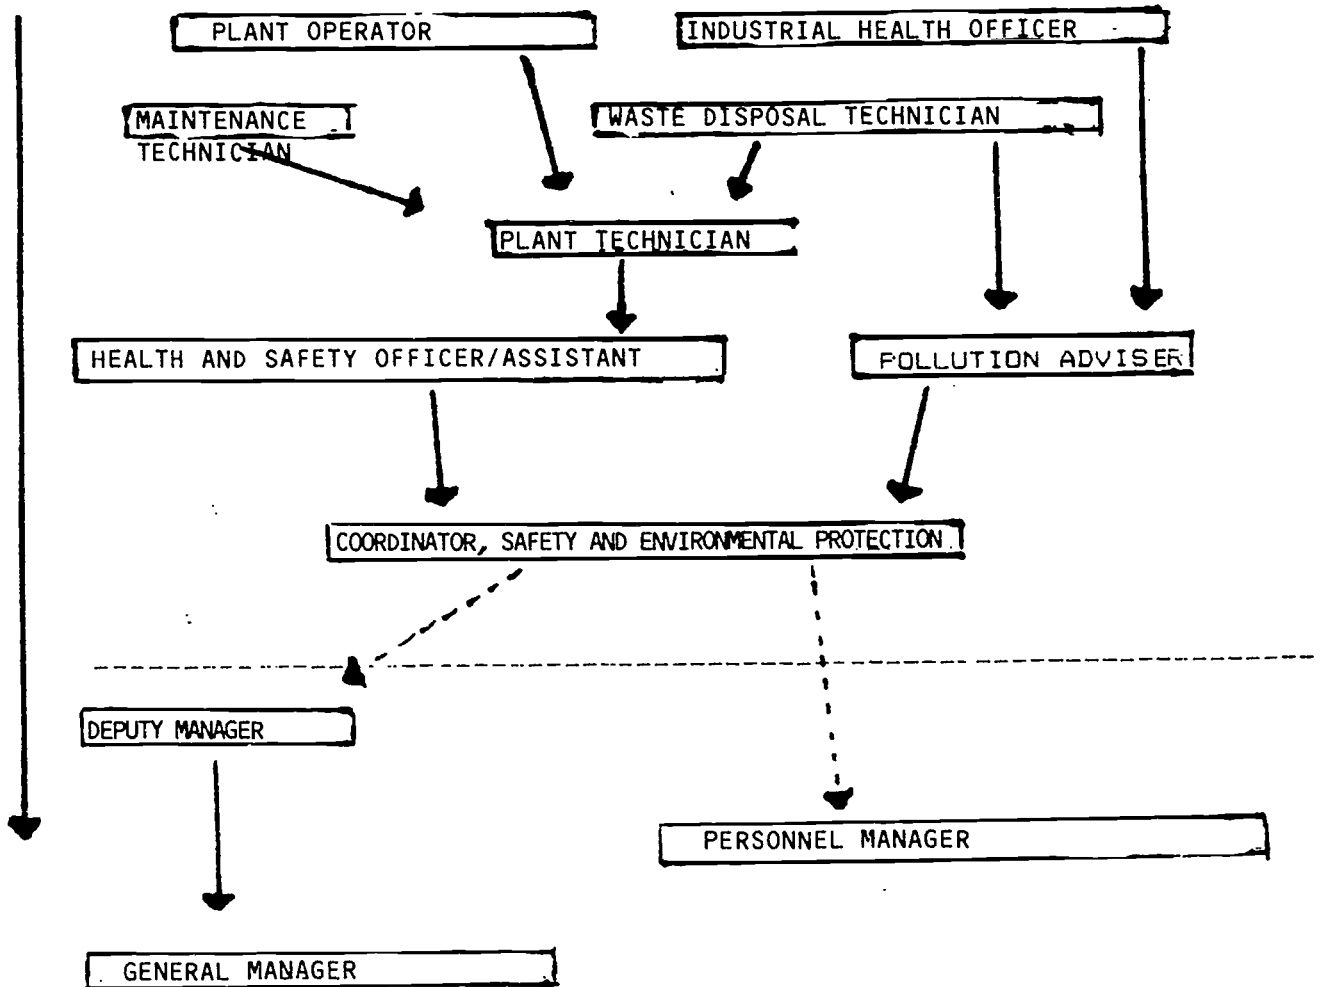 PLANT OPERATOR
INDUSTRIAL HEALTH OFFICER
MAINTENANCE
TECHNICIAN
WASTE DISPOSAL TECHNICIAN
PLANT TECHNICIAN
HEALTH AND SAFETY OFFICER/ASSISTANT
POLLUTION ADVISER
COORDINATOR, SAFETY AND ENVIRONMENTAL PROTECTION
DEPUTY MANAGER
PERSONNEL MANAGER
GENERAL MANAGER